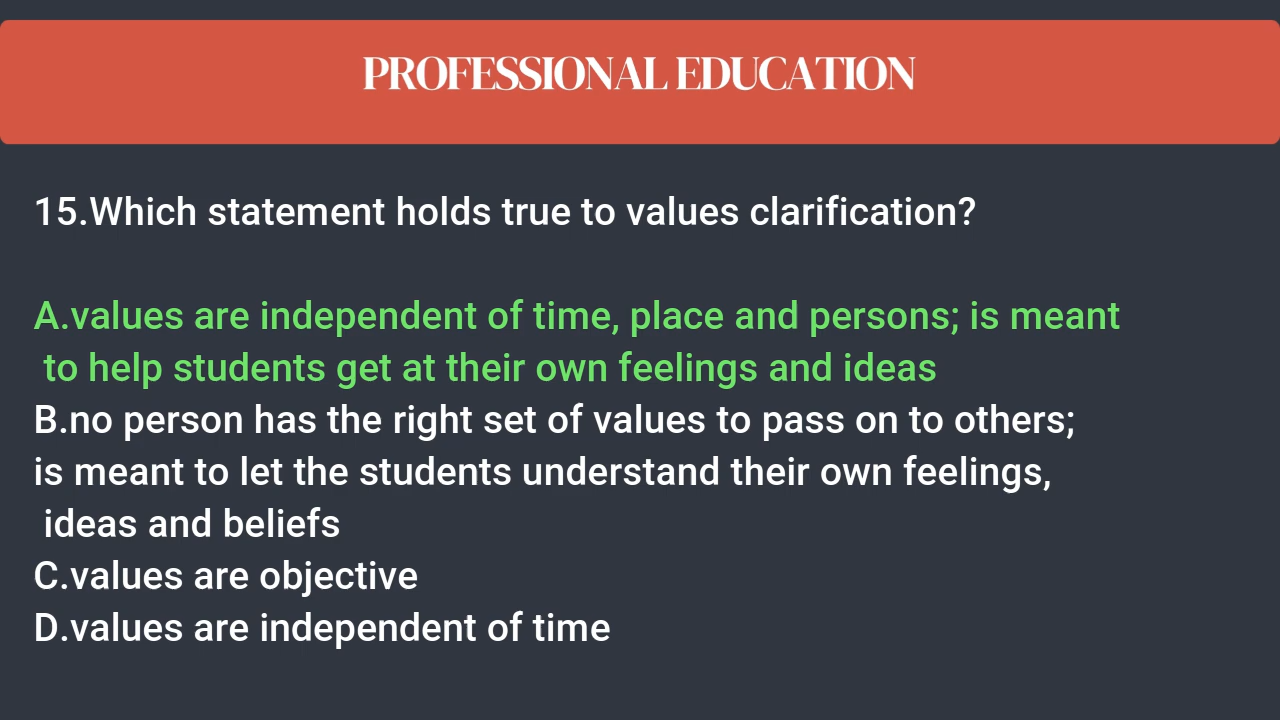 PROFESSIONAL EDUCATION
15.Which statement holds true to values clarification?
A.values are independent of time, place and persons; is meant
to help students get at their own feelings and ideas
B.no person has the right set of values to pass on to others;
is meant to let the students understand their own feelings,
ideas and beliefs
C.values are objective
D.values are independent of time